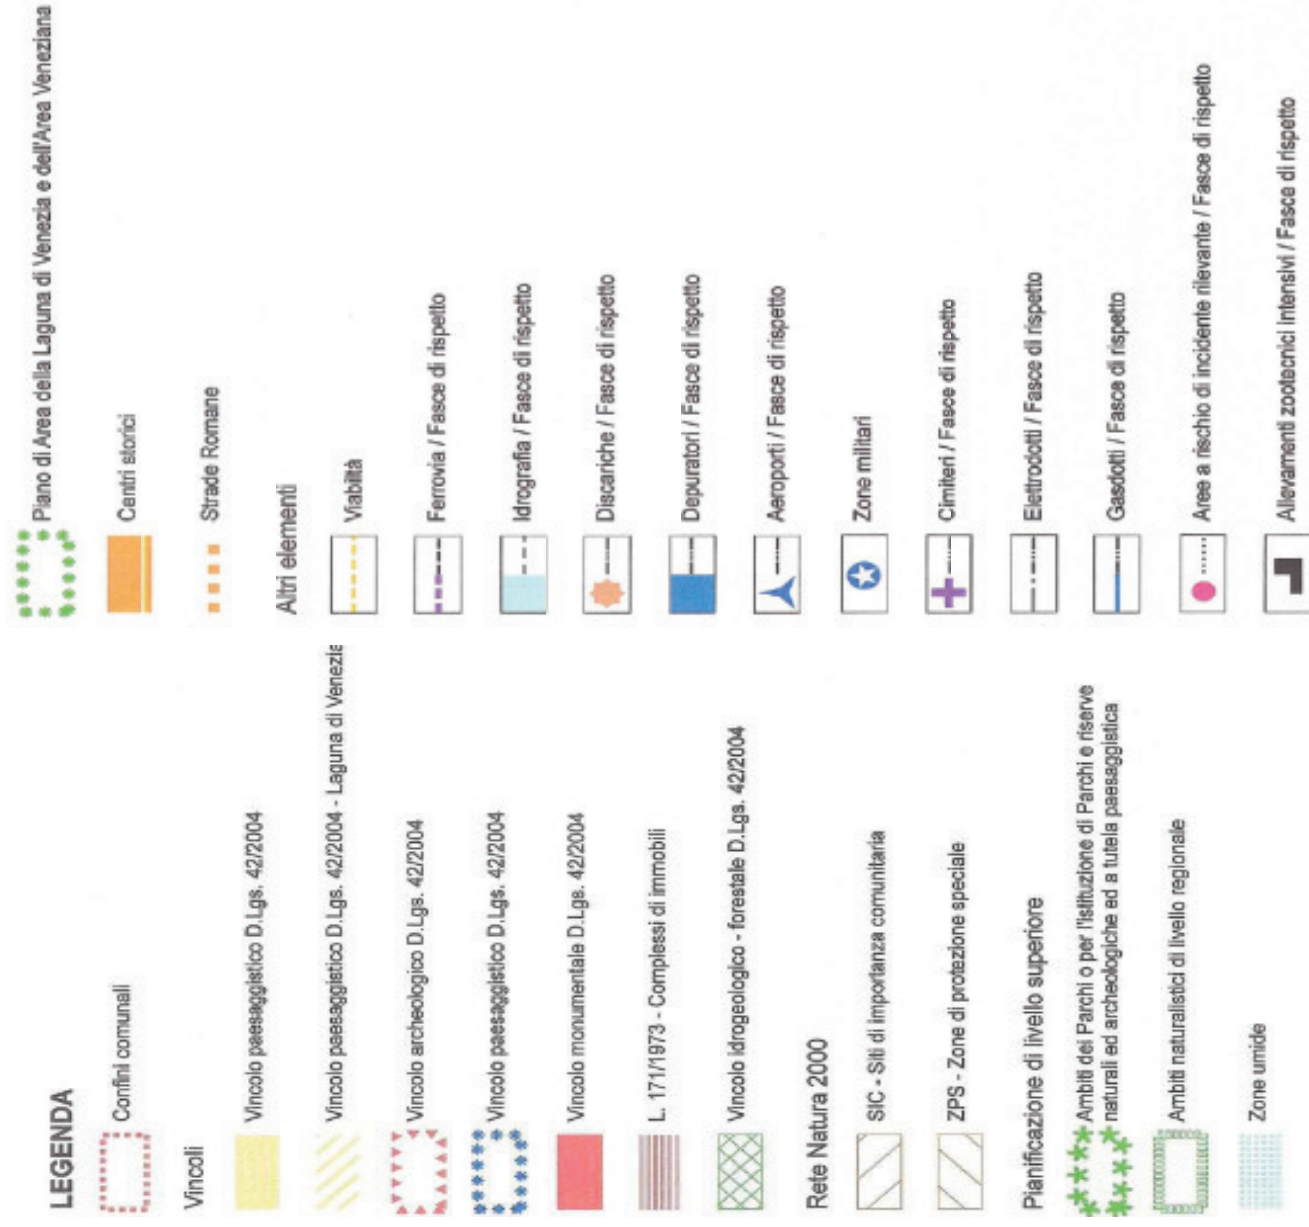 LEGENDA
Confini comunali
Vincoli
Vincolo paesaggistico D.Lgs. 42/2004
Vincolo paesaggistico D.Lgs. 42/2004 - Laguna di Venezia
Vincolo archeologico D.Lgs. 42/2004
Vincolo paesaggistico D.Lgs. 42/2004
Vincolo monumentale D.Lgs. 42/2004
L. 171/1973 - Complessi di immobili
Vincolo idrogeologico - forestale D.Lgs. 42/2004
Rete Natura 2000
SIC - Siti di importanza comunitaria
ZPS - Zone di protezione speciale
Pianificazione di livello superiore
Ambiti dei Parchi o per l'istituzione di Parchi e riserve
naturali ed archeologiche ed a tutela paesaggistica
Ambiti naturalistici di livello regionale
Zone umide
Piano di Area della Laguna di Venezia e dell'Area Veneziana
Centri storici
Strade Romane
Altri elementi
Viabilità
Ferrovia / Fasce di rispetto
Idrografia / Fasce di rispetto
Discariche / Fasce di rispetto
Depuratori / Fasce di rispetto
Aeroporti / Fasce di rispetto
Zone militari
Cimiteri / Fasce di rispetto
Elettrodotti / Fasce di rispetto
Gasdotti / Fasce di rispetto
Aree a rischio di incidente rilevante / Fasce di rispetto
Allevamenti zootecnici intensivi / Fasce di rispetto